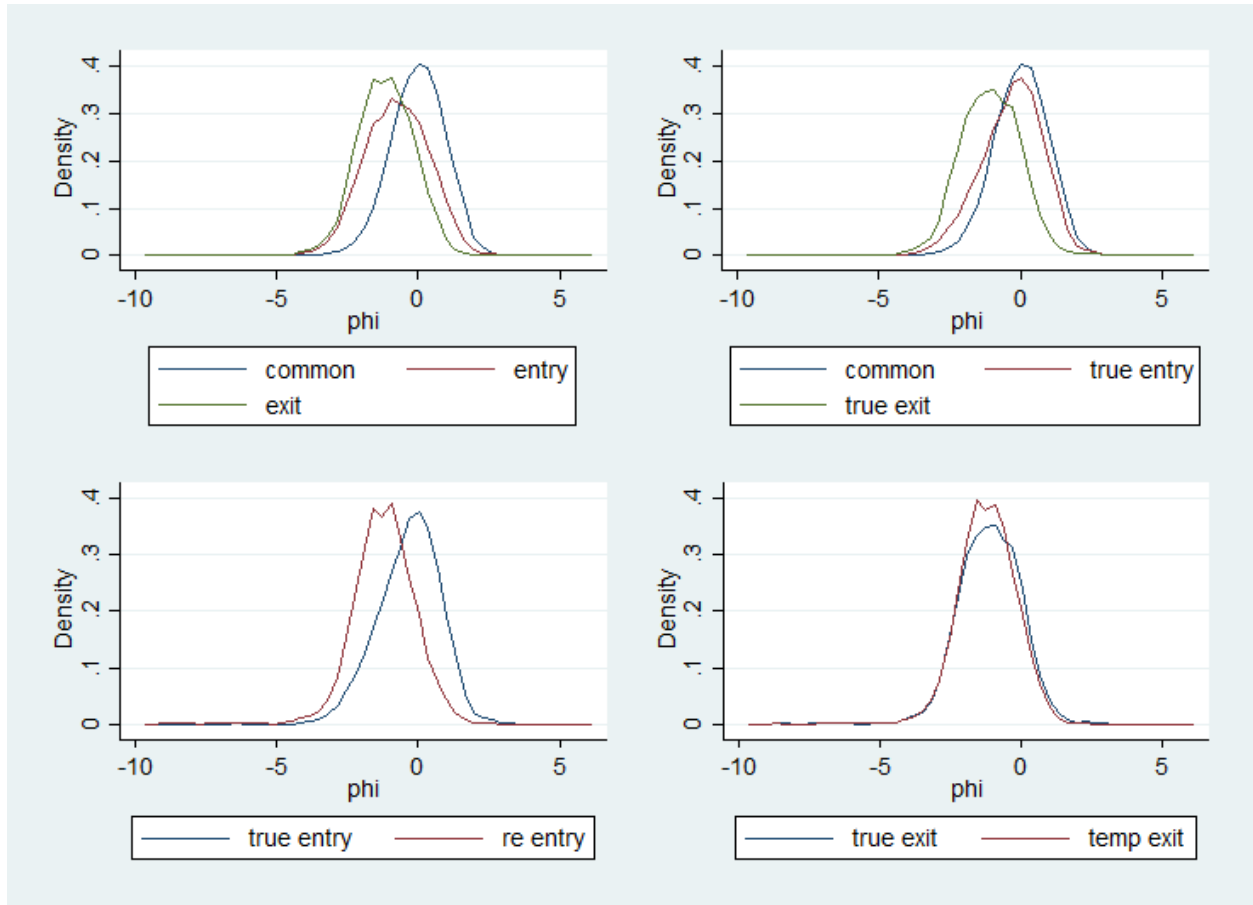 Density
.4
.3
.2
.1
0
-10 -5 0 5
phi
common entry
exit
Density
.4
.3
.2
.1
0
-10 -5 0 5
phi
common true entry
true exit
Density
.4
.3
.2
.1
0
-10 -5 0 5
phi
true entry re entry
Density
.4
.3
.2
.1
0
-10 -5 0 5
phi
true exit temp exit